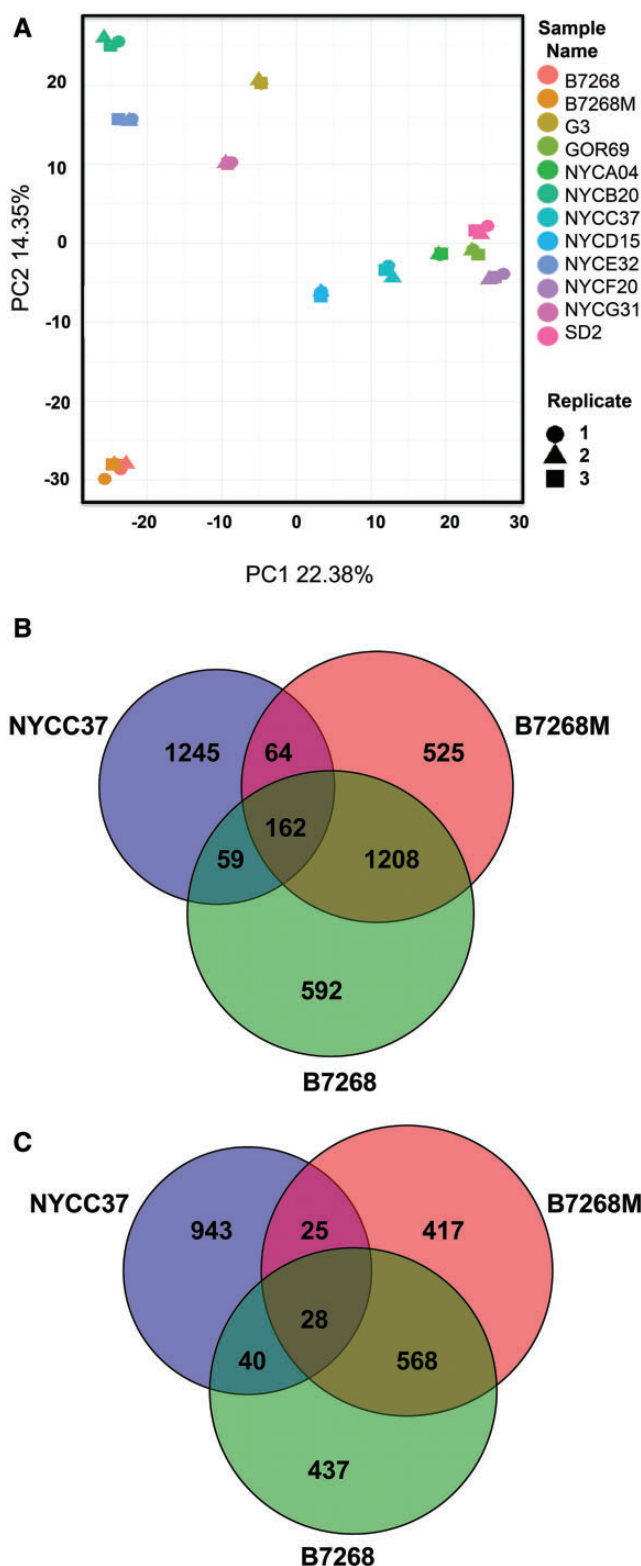 A
Sample
Name
B7268
B7268M
G3
GOR69
NYCA04
NYCB20
NYCC37
NYCD15
NYCE32
NYCF20
NYCG31
SD2
Replicate
1
2
3
PC2 14.35%
20
10
0
-10
-20
-30
-20
-10
0
10
20
30
PC1 22.38%
B
NYCC37
B7268M
1245
64
525
162
59
1208
592
B7268
C
NYCC37
B7268M
943
25
417
28
40
568
437
B7268